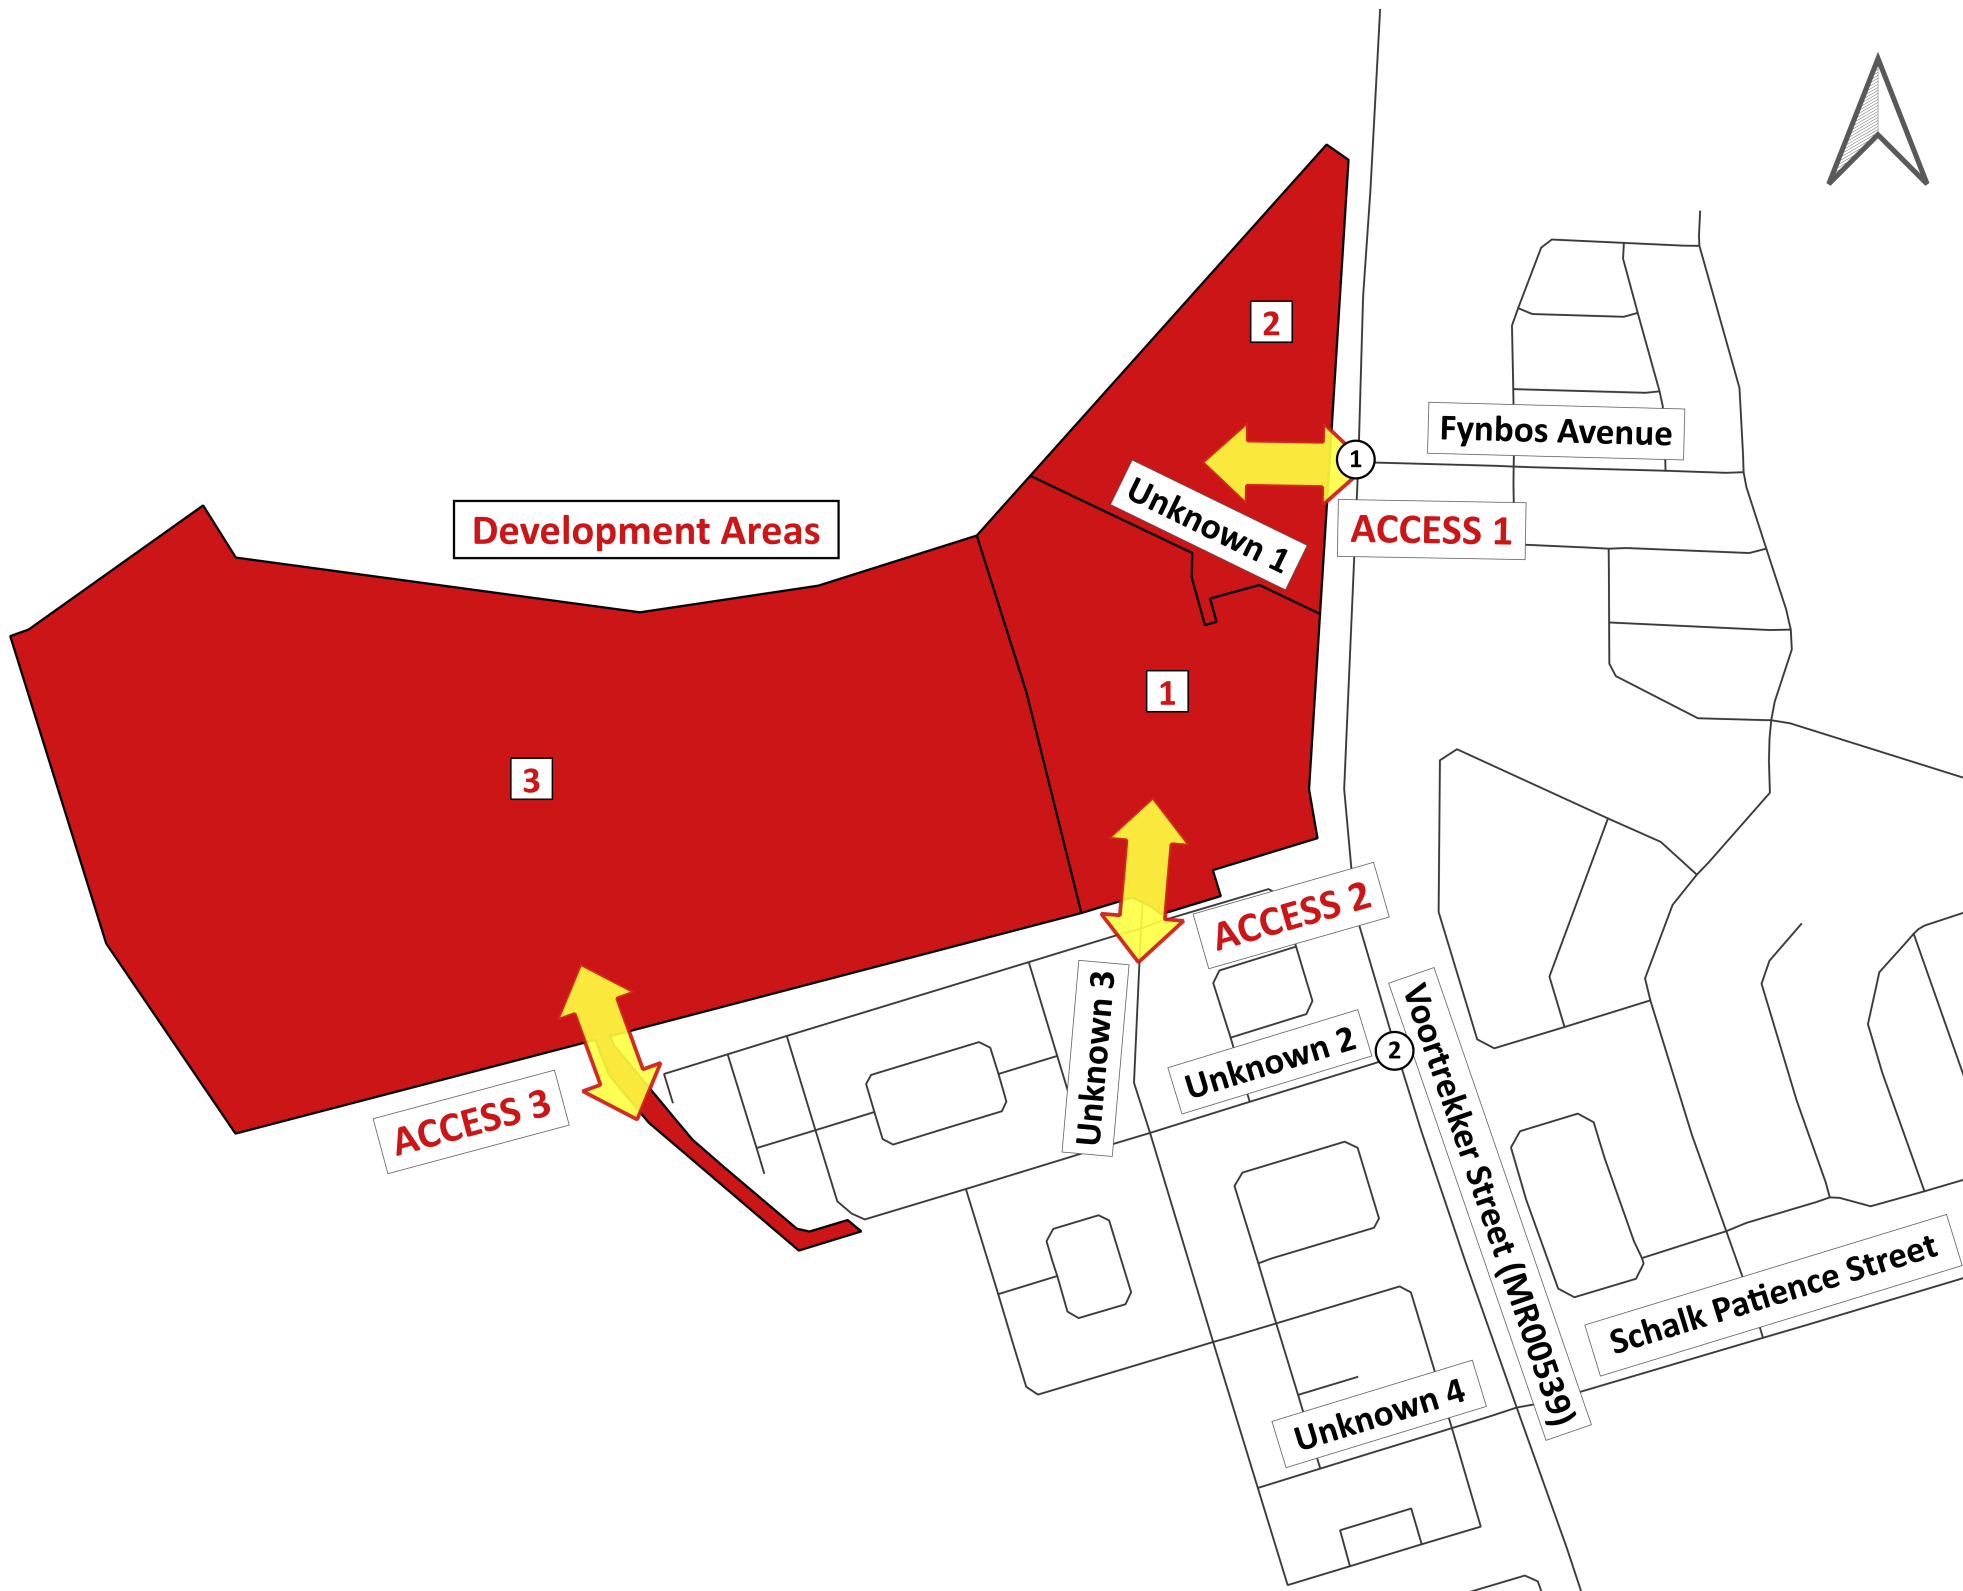 2
Fynbos Avenue
1
Unknown 1
Development Areas
ACCESS 1
1
3
ACCESS 2
Unknown 3
Unknown 2
2
Voortrekker Street (MR00539)
ACCESS 3
Schalk Patience Street
Unknown 4